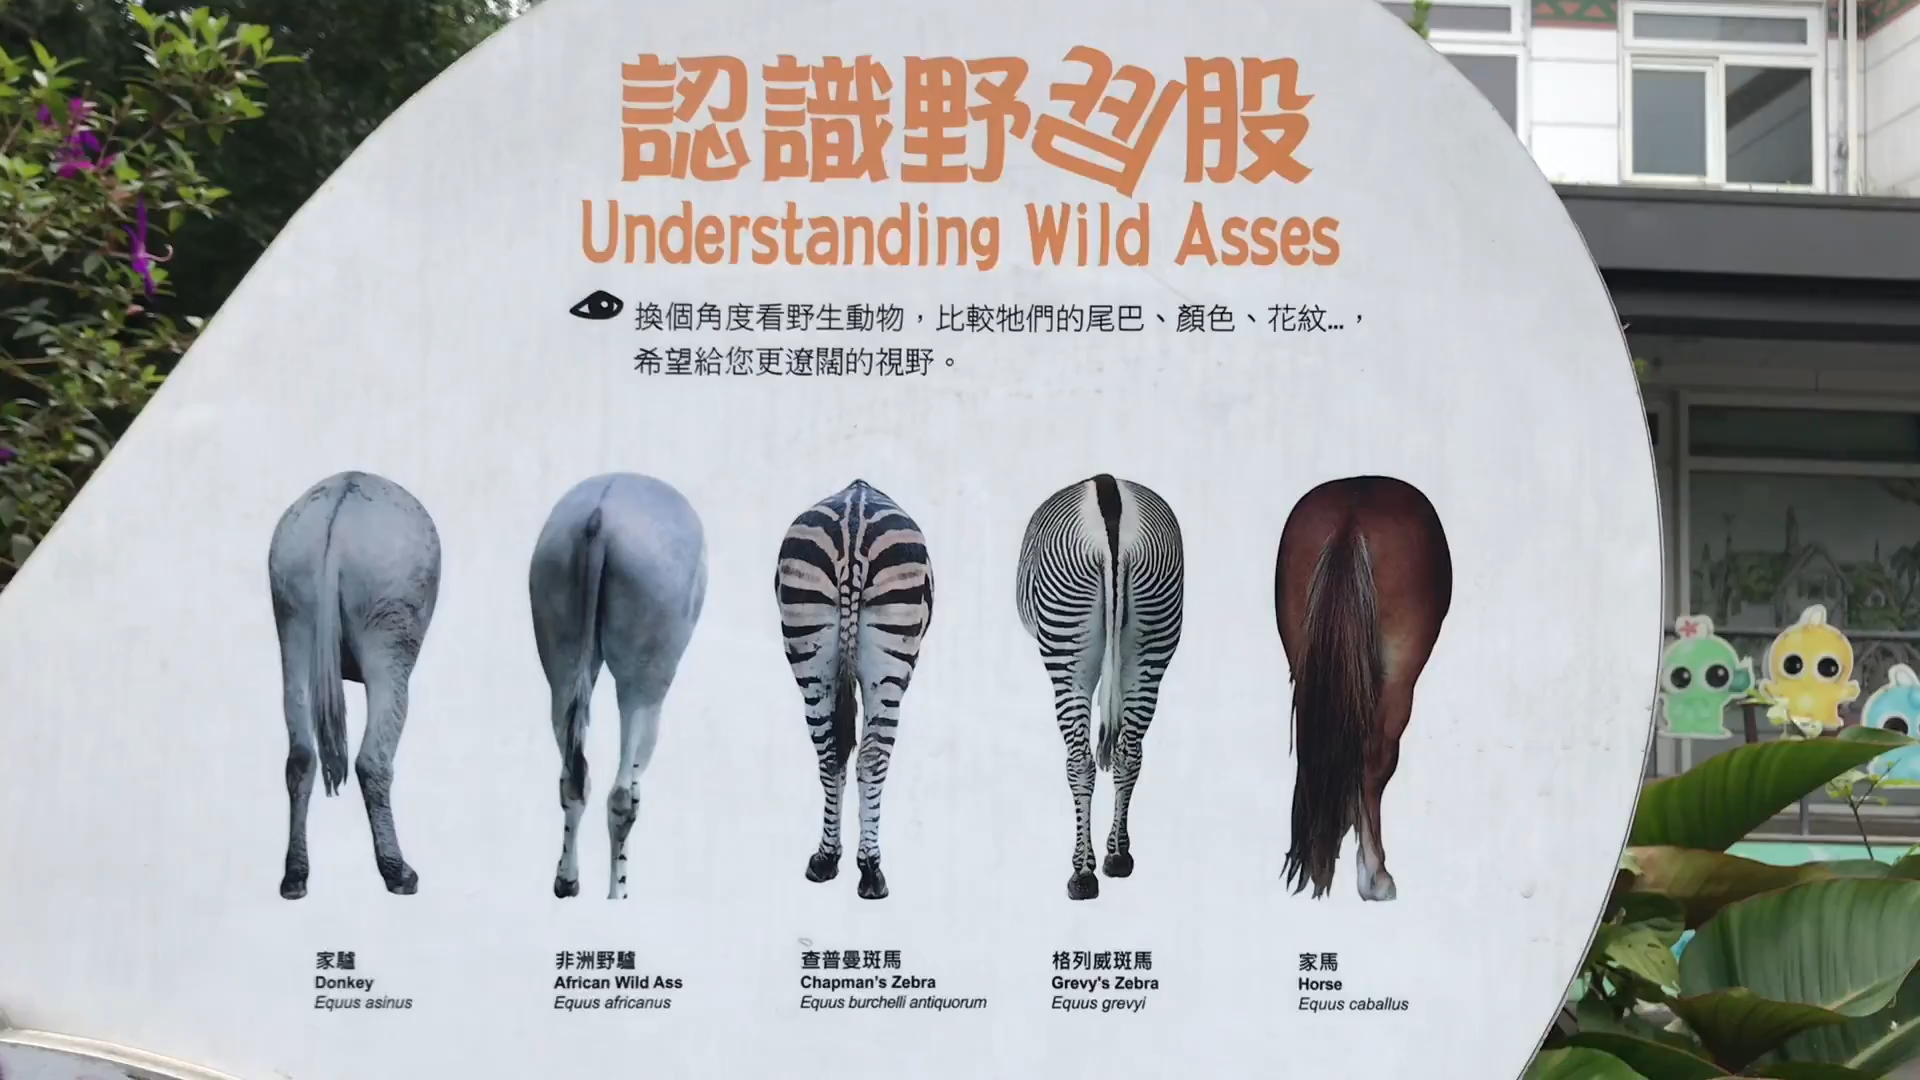 認識野習股
Understanding Wild Asses
換個角度看野生動物，比較牠們的尾巴、顏色、花紋...，
希望給您更遼闊的視野。
家驢
Donkey
Equus asinus
非洲野驢
African Wild Ass
Equus africanus
查普曼斑馬
Chapman's Zebra
Equus burchelli antiquorum
格列威斑馬
Grevy's Zebra
Equus grevyi
家馬
Horse
Equus caballus